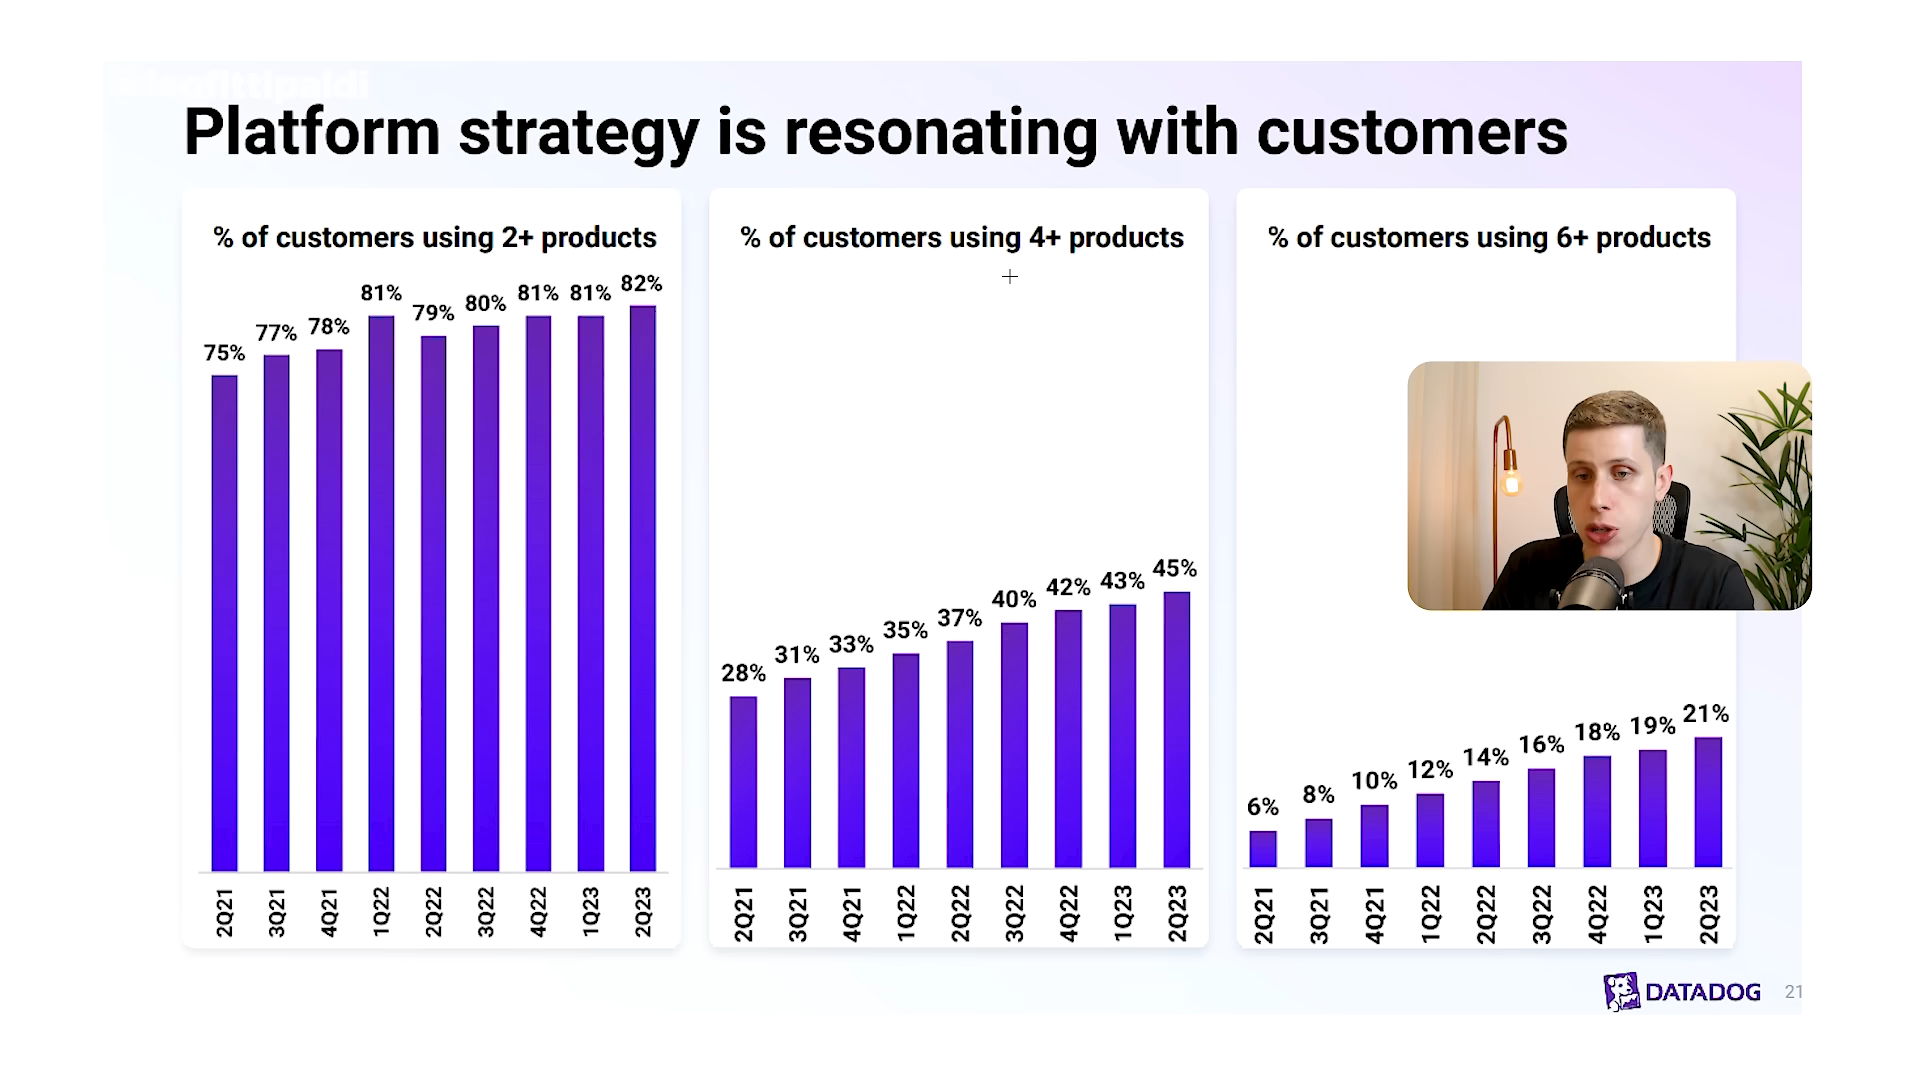 Platform strategy is resonating with customers
% of customers using 2+ products
75% 77% 78% 81% 79% 80% 81% 81% 82%
2Q21 3Q21 4Q21 1Q22 2Q22 3Q22 4Q22 1Q23 2Q23
% of customers using 4+ products
28% 31% 33% 35% 37% 40% 42% 43% 45%
2Q21 3Q21 4Q21 1Q22 2Q22 3Q22 4Q22 1Q23 2Q23
% of customers using 6+ products
6% 8% 10% 12% 14% 16% 18% 19% 21%
2Q21 3Q21 4Q21 1Q22 2Q22 3Q22 4Q22 1Q23 2Q23
DATADOG
21